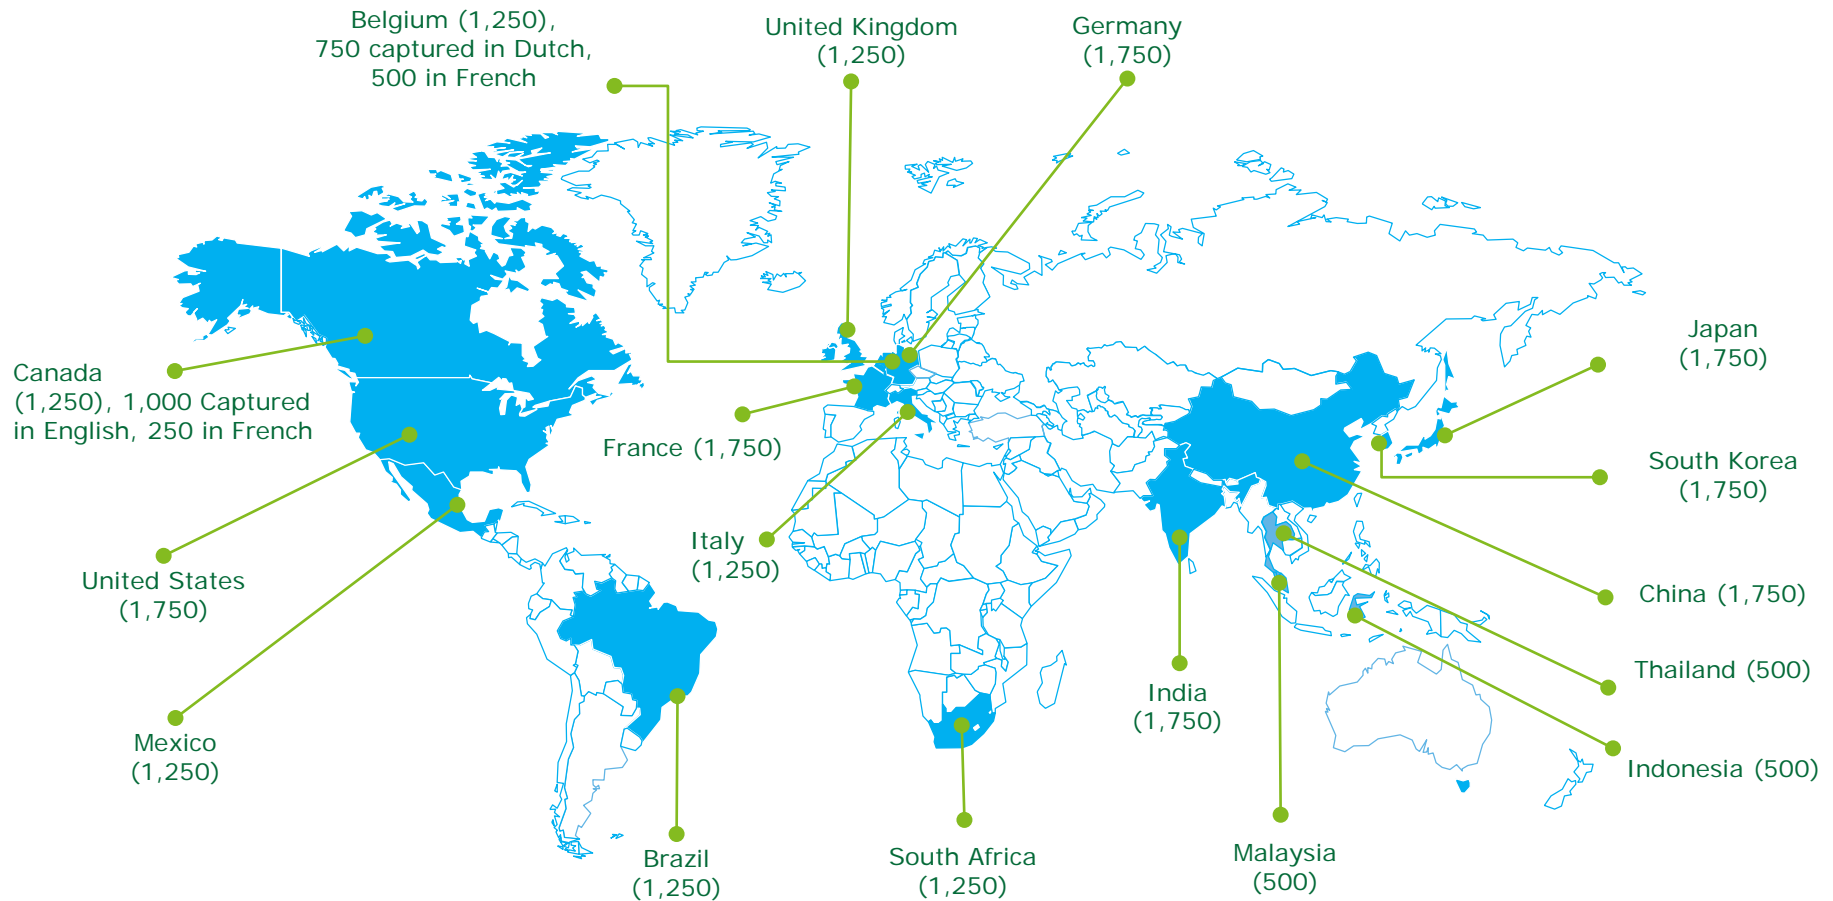 Belgium (1,250),
750 captured in Dutch,
500 in French
United Kingdom
(1,250)
Germany
(1,750)
Japan
(1,750)
Canada
(1,250), 1,000 Captured
in English, 250 in French
France (1,750)
South Korea
(1,750)
Italy
(1,250)
United States
(1,750)
China (1,750)
Thailand (500)
India
(1,750)
Mexico
(1,250)
Indonesia (500)
Brazil
(1,250)
South Africa
(1,250)
Malaysia
(500)